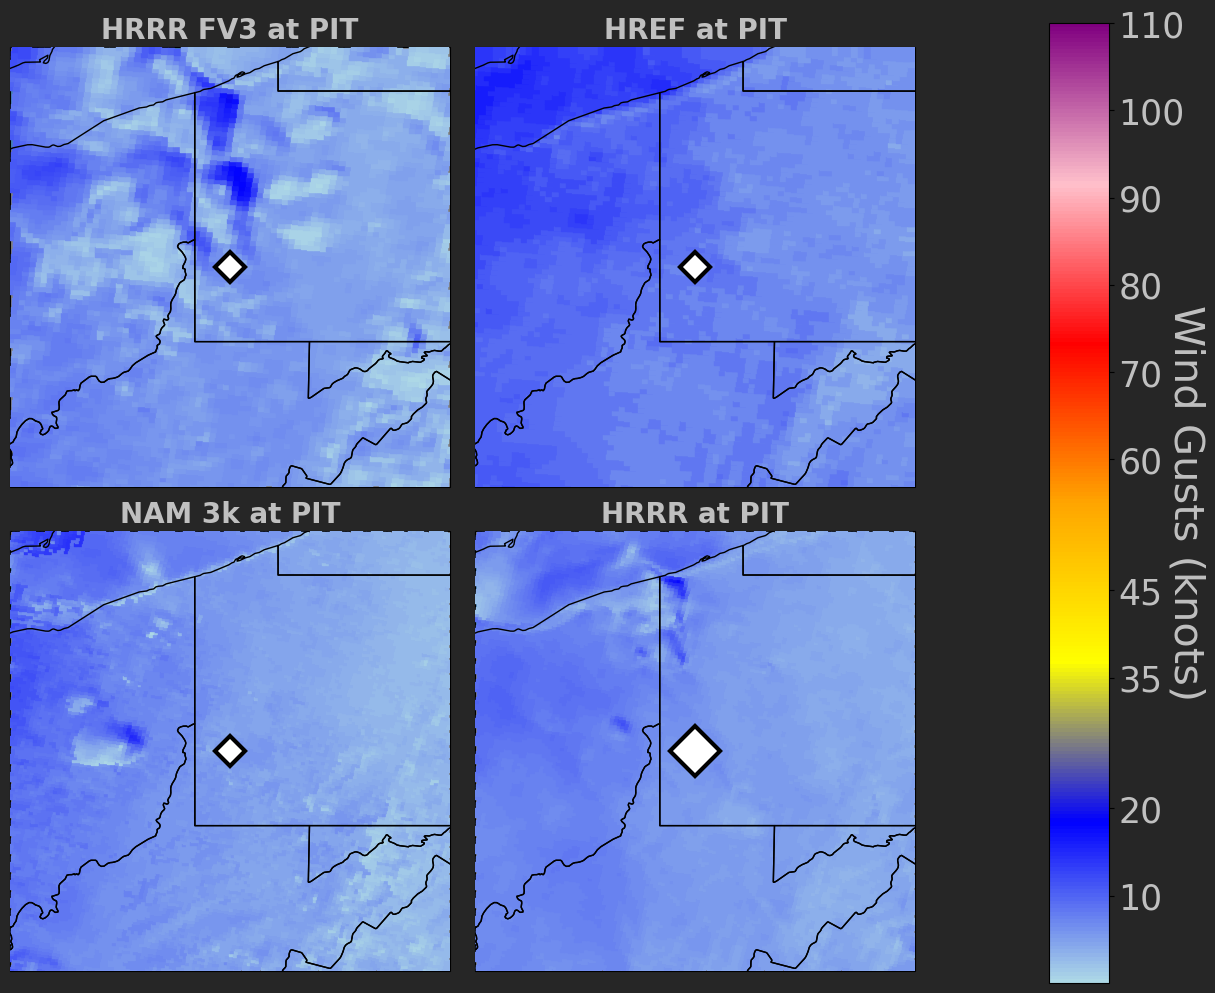 HRRR FV3 at PIT
HREF at PIT
NAM 3k at PIT
HRRR at PIT
110
100
90
80
70
60
45
35
20
10
Wind Gusts (knots)